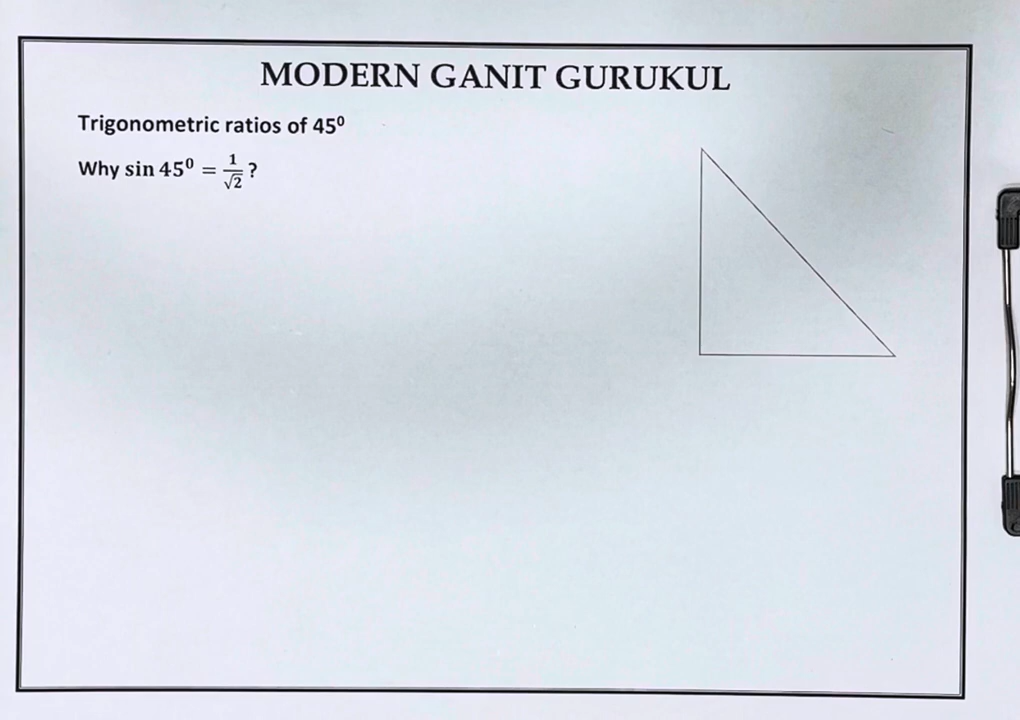 MODERN GANIT GURUKUL
Trigonometric ratios of 45⁰
Why sin 45⁰ = 1/√2 ?